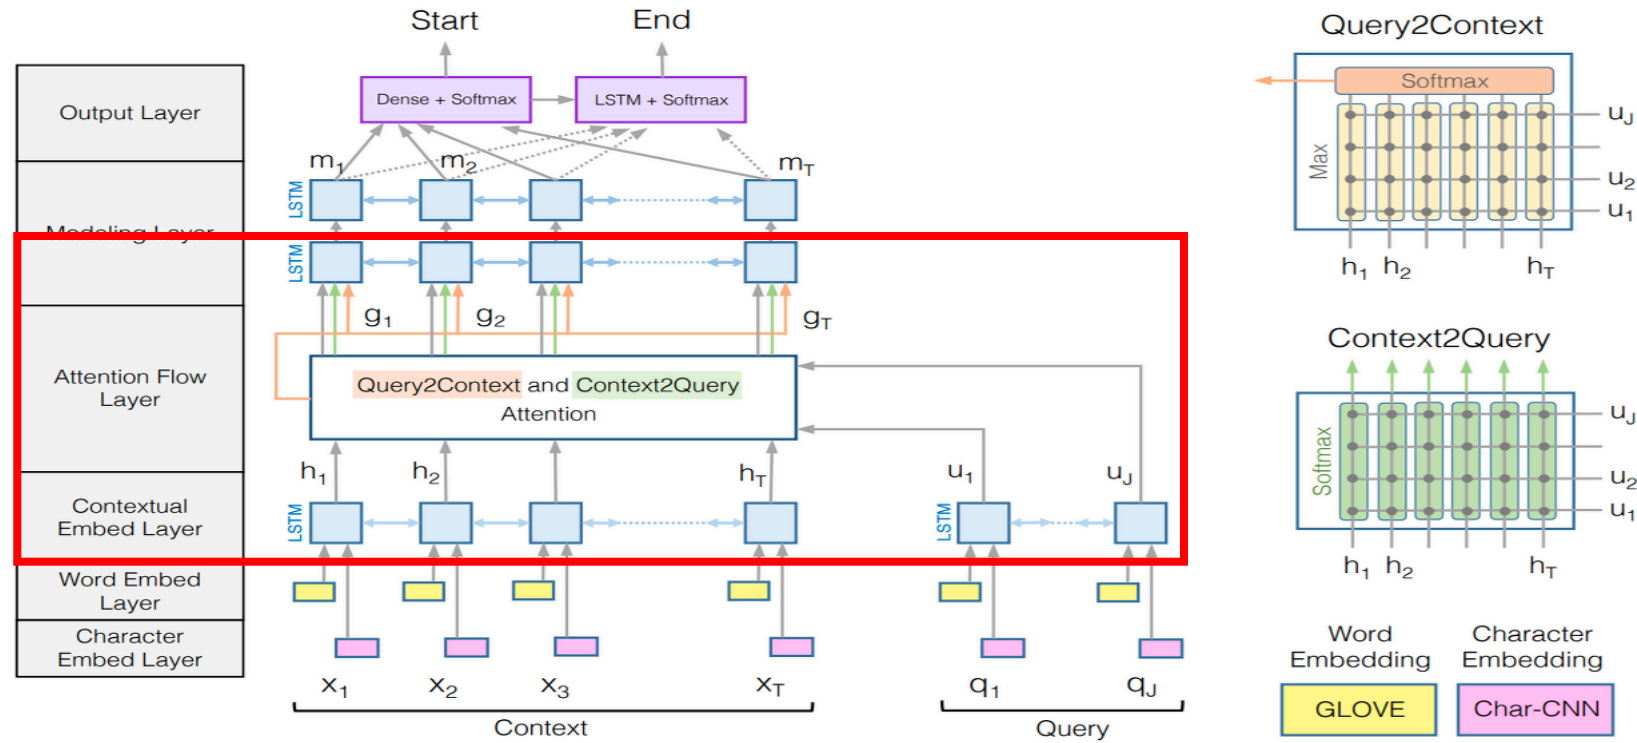 Start End
Output Layer
Dense + Softmax
LSTM + Softmax
m1 m2 mT
LSTM
Modeling Layer
LSTM
g1 g2 gT
Attention Flow
Layer
Query2Context and Context2Query
Attention
h1 h2 hT
u1 uJ
Contextual
Embed Layer
LSTM
LSTM
Word Embed
Layer
Character
Embed Layer
x1 x2 x3 xT
q1 qJ
Context
Query
Query2Context
Softmax
Max
uJ
u2
u1
h1 h2 hT
Context2Query
Softmax
uJ
u2
u1
h1 h2 hT
Word
Embedding
GLOVE
Character
Embedding
Char-CNN